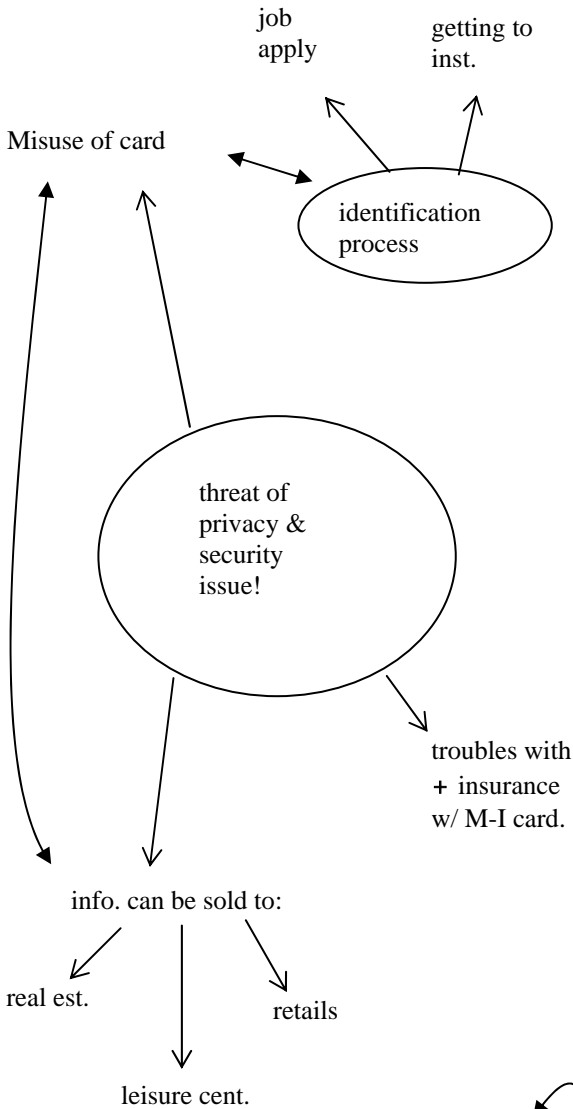 job
apply
getting to
inst.
Misuse of card
identification
process
threat of
privacy &
security
issue!
troubles with
+ insurance
w/ M-I card.
info. can be sold to:
real est.
retails
leisure cent.